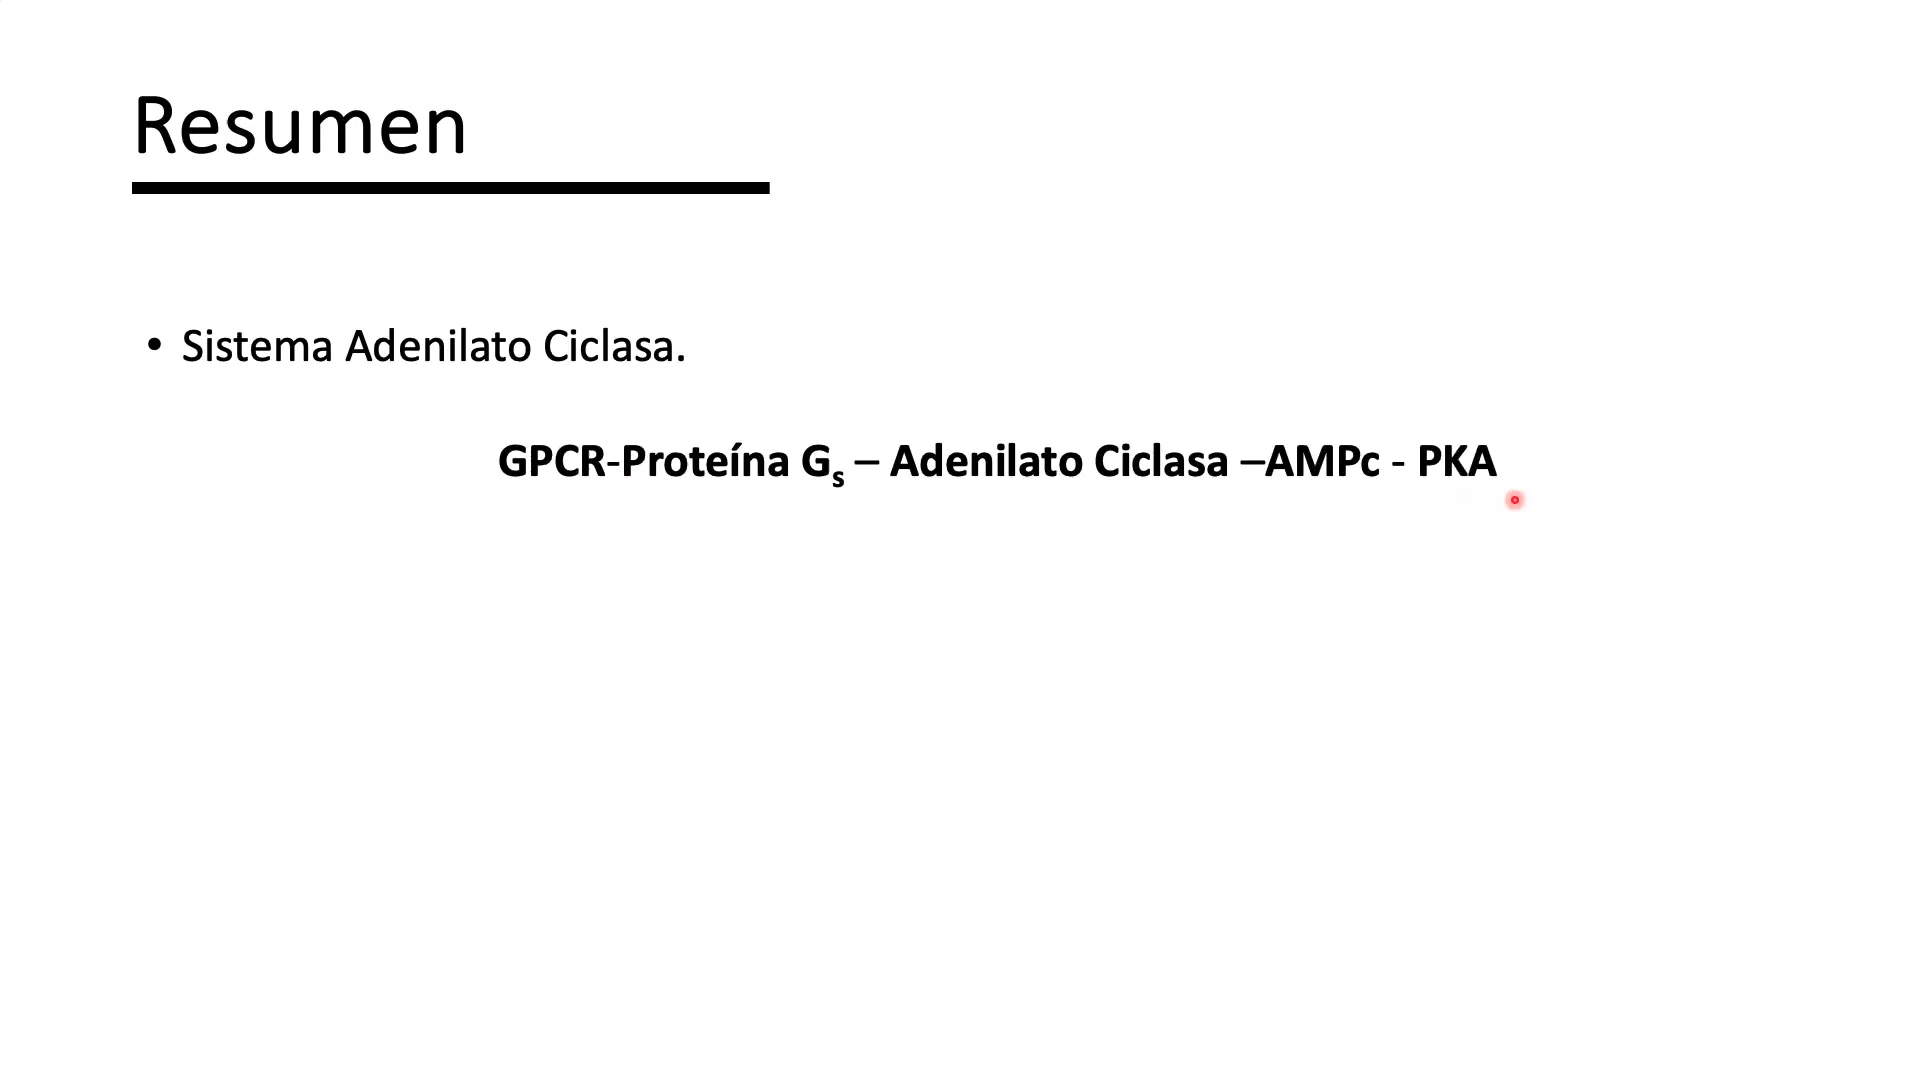 Resumen
• Sistema Adenilato Ciclasa.
GPCR-Proteína Gs – Adenilato Ciclasa –AMPc - PKA